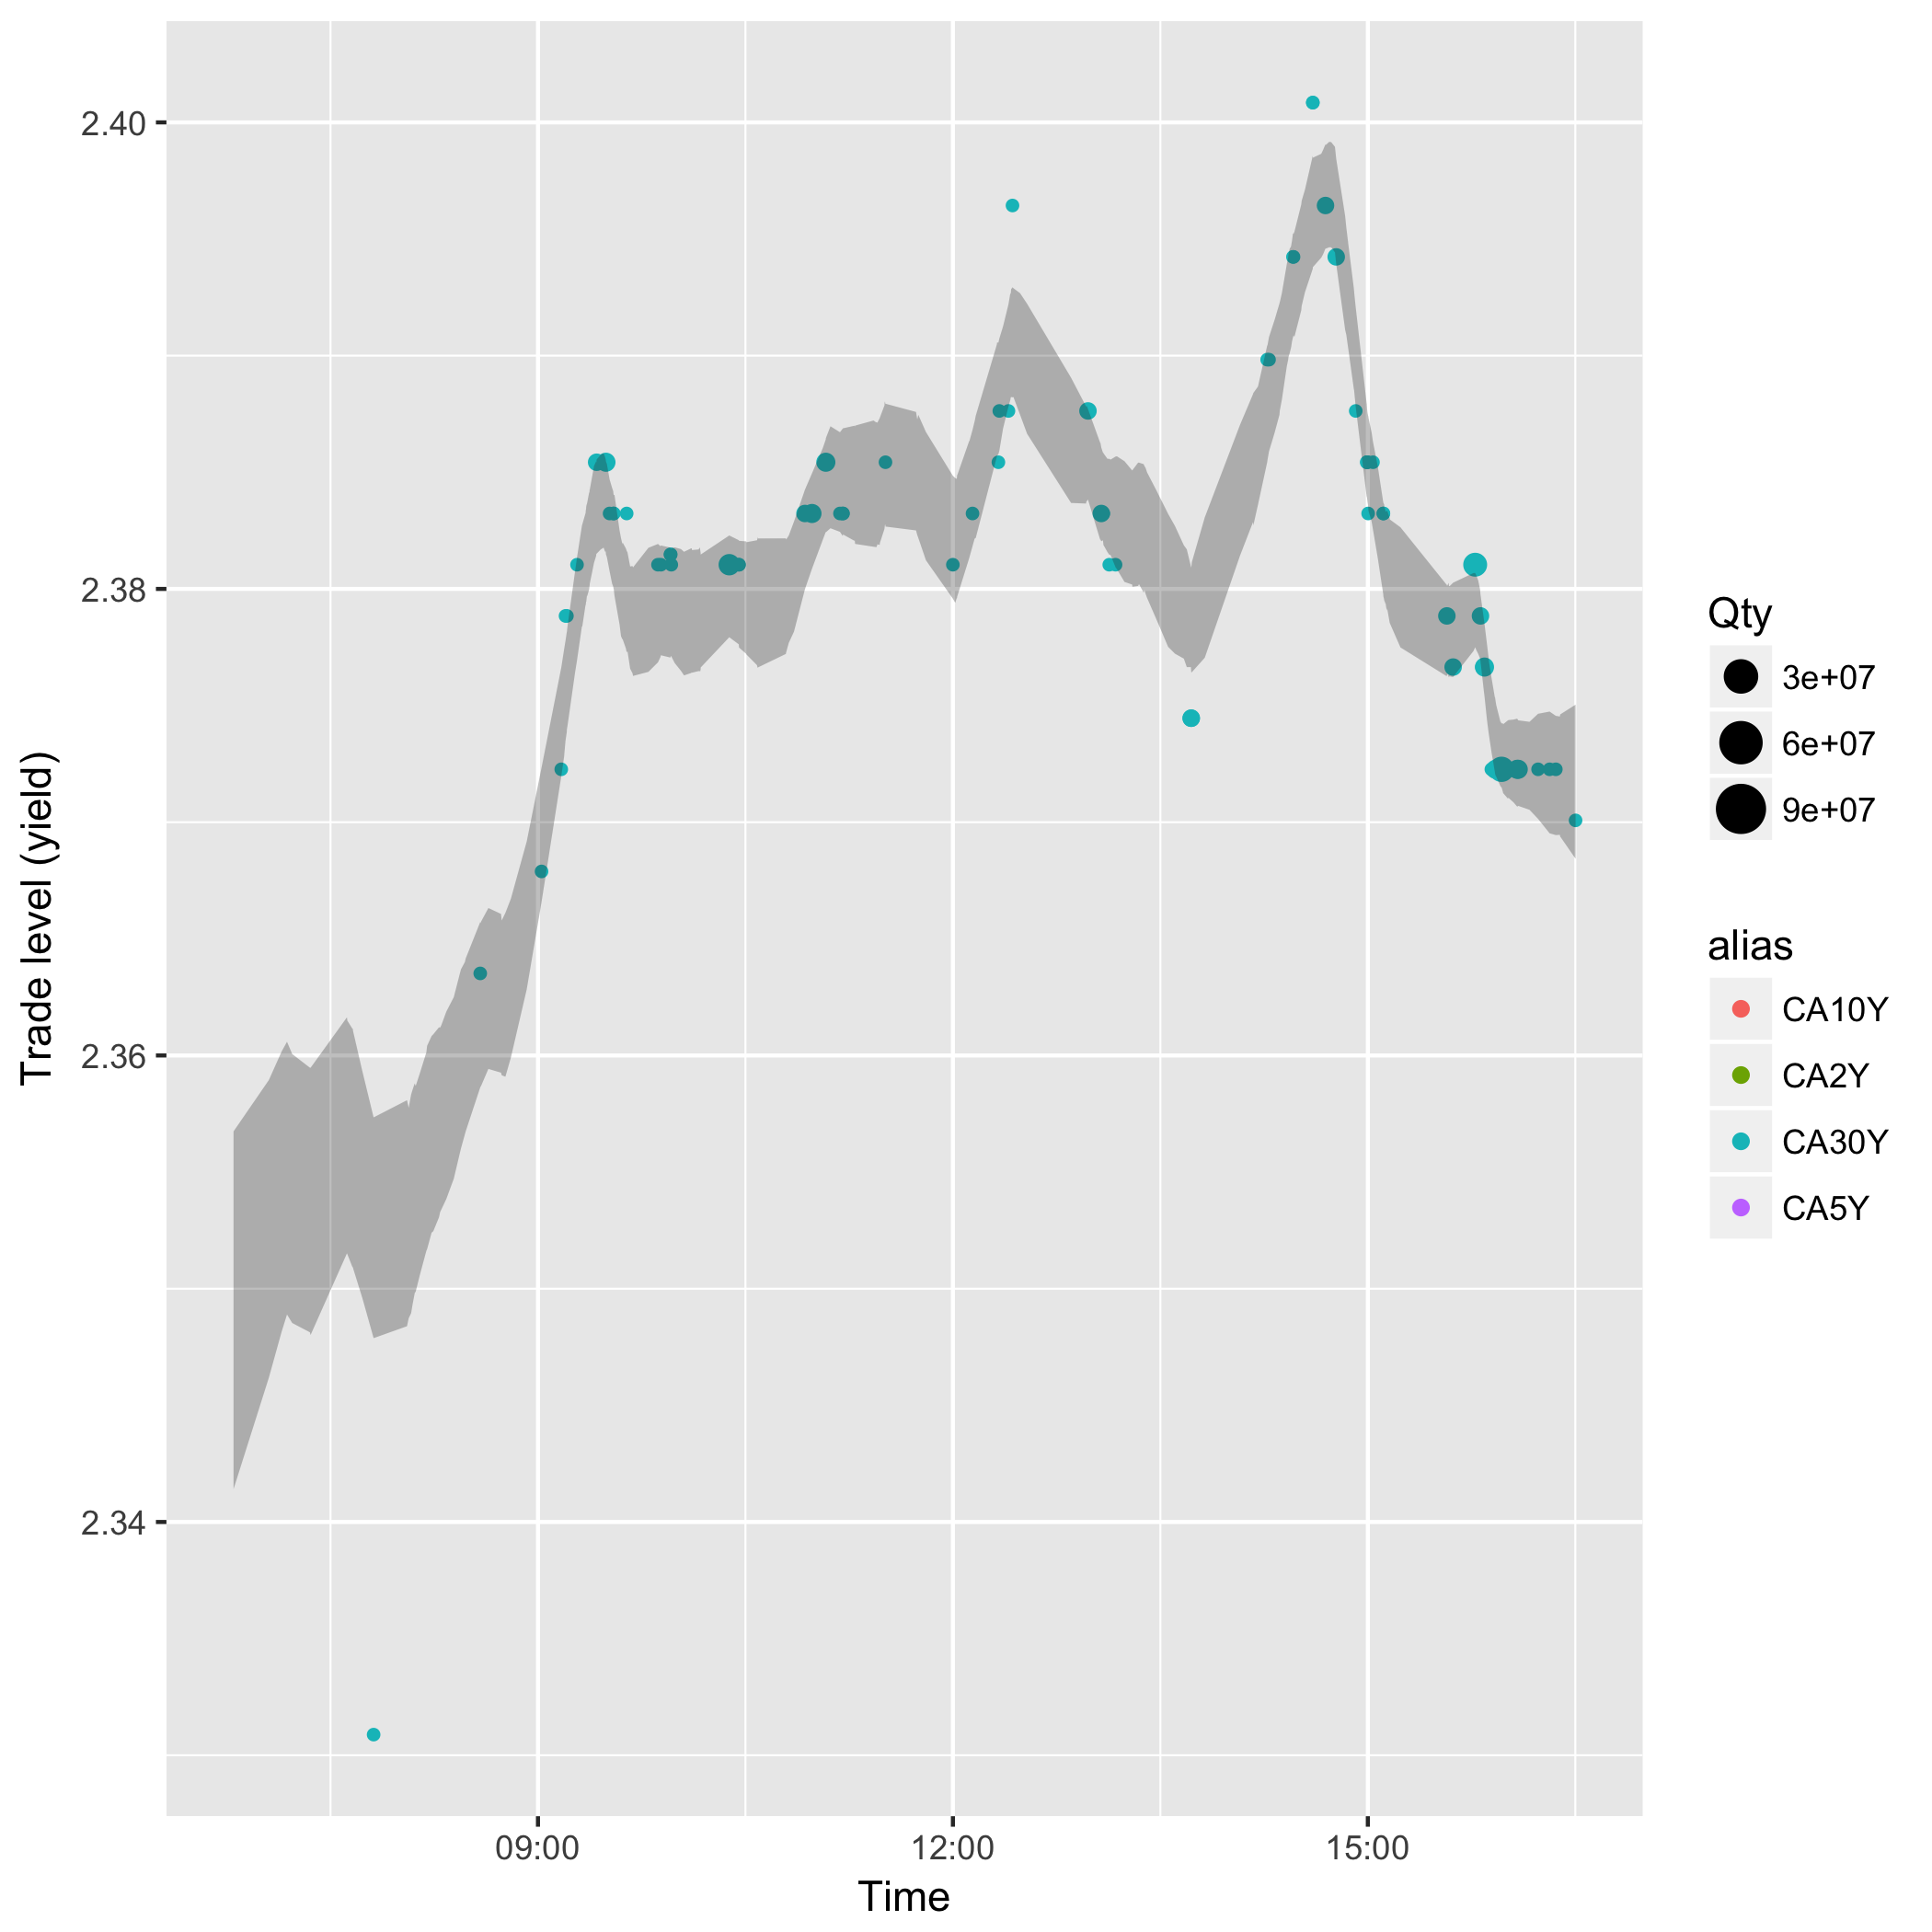 2.40
2.38
2.36
2.34
Trade level (yield)
09:00 12:00 15:00
Time
Qty
3e+07
6e+07
9e+07
alias
CA10Y
CA2Y
CA30Y
CA5Y